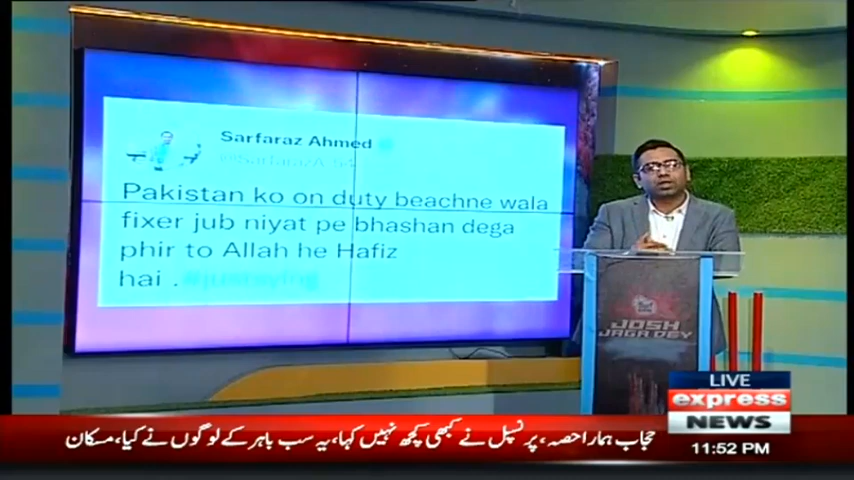 Sarfaraz Ahmed
Pakistan ko on duty beachne wala
fixer jub niyat pe bhashan dega
phir to Allah he Hafiz
hai . #justsaying
JOSH
JAGA DEY
LIVE
express
NEWS
11:52 PM
حجاب ہمارا حصہ، پرنسپل نے کبھی کچھ نہیں کہا، یہ سب باہر کے لوگوں نے کیا، مسکان